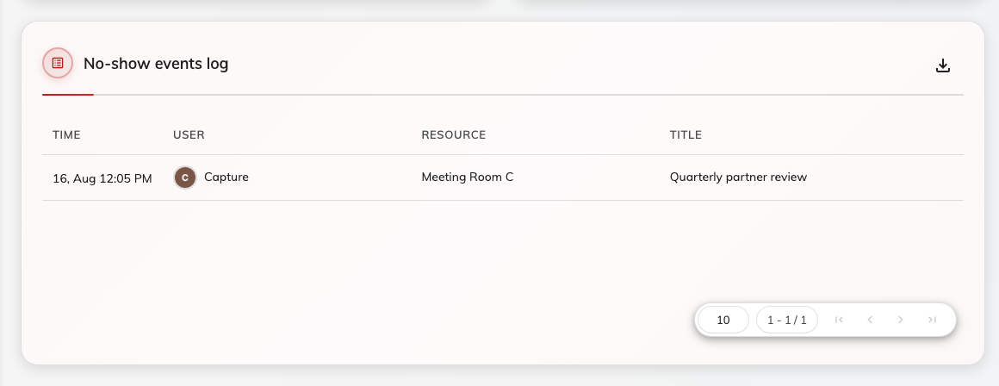 No-show events log
TIME USER RESOURCE TITLE
16, Aug 12:05 PM C Capture Meeting Room C Quarterly partner review
10 1 - 1 / 1